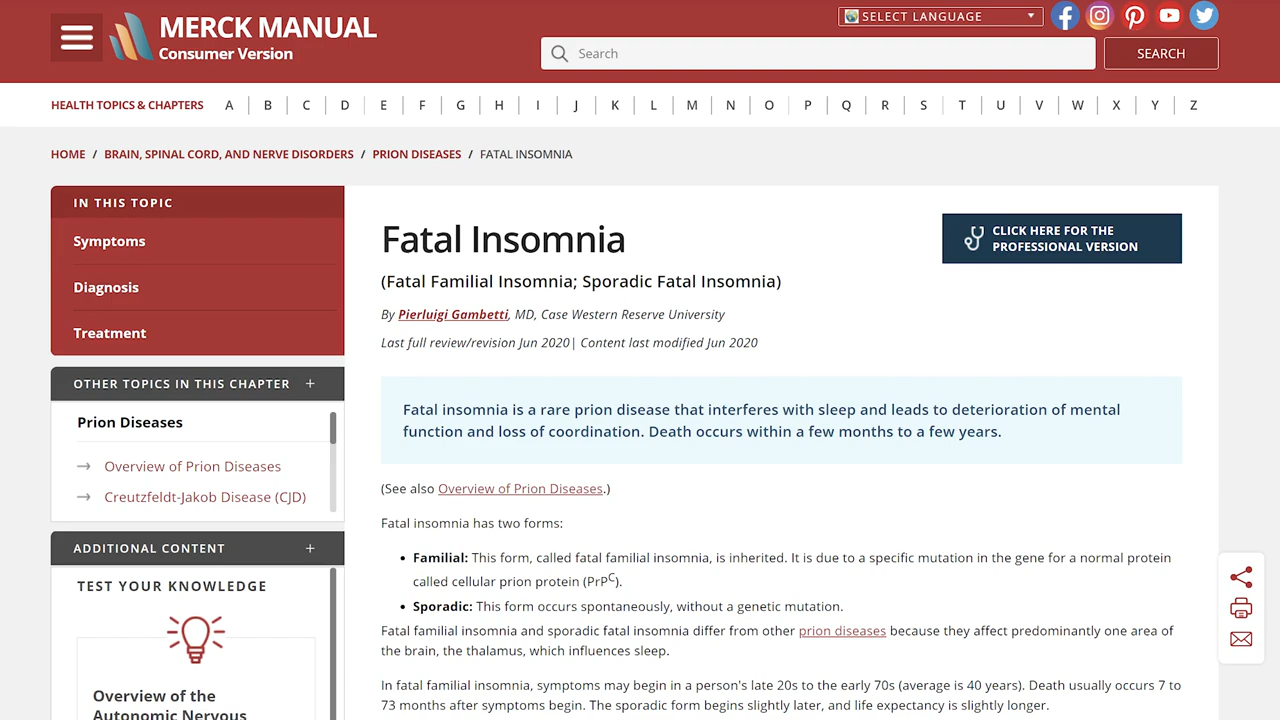 MERCK MANUAL
Consumer Version
SELECT LANGUAGE
Search
SEARCH
HEALTH TOPICS & CHAPTERS A B C D E F G H I J K L M N O P Q R S T U V W X Y Z
HOME / BRAIN, SPINAL CORD, AND NERVE DISORDERS / PRION DISEASES / FATAL INSOMNIA
IN THIS TOPIC
Symptoms
Diagnosis
Treatment
OTHER TOPICS IN THIS CHAPTER +
Prion Diseases
→ Overview of Prion Diseases
→ Creutzfeldt-Jakob Disease (CJD)
ADDITIONAL CONTENT +
TEST YOUR KNOWLEDGE
Overview of the
Autonomic Nervous
Fatal Insomnia
CLICK HERE FOR THE
PROFESSIONAL VERSION
(Fatal Familial Insomnia; Sporadic Fatal Insomnia)
By Pierluigi Gambetti, MD, Case Western Reserve University
Last full review/revision Jun 2020| Content last modified Jun 2020
Fatal insomnia is a rare prion disease that interferes with sleep and leads to deterioration of mental
function and loss of coordination. Death occurs within a few months to a few years.
(See also Overview of Prion Diseases.)
Fatal insomnia has two forms:
• Familial: This form, called fatal familial insomnia, is inherited. It is due to a specific mutation in the gene for a normal protein
called cellular prion protein (PrPC).
• Sporadic: This form occurs spontaneously, without a genetic mutation.
Fatal familial insomnia and sporadic fatal insomnia differ from other prion diseases because they affect predominantly one area of
the brain, the thalamus, which influences sleep.
In fatal familial insomnia, symptoms may begin in a person's late 20s to the early 70s (average is 40 years). Death usually occurs 7 to
73 months after symptoms begin. The sporadic form begins slightly later, and life expectancy is slightly longer.